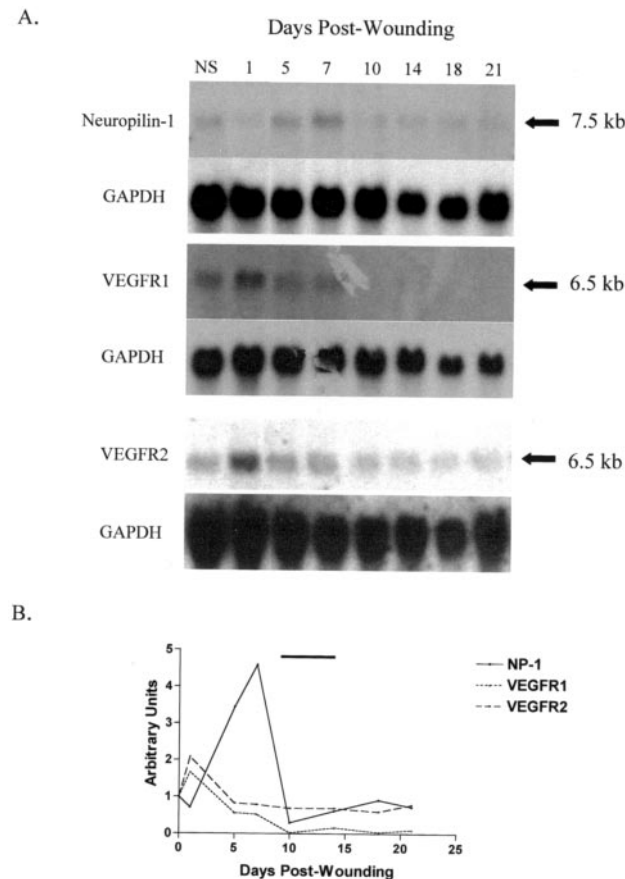 A.
Days Post-Wounding
NS 1 5 7 10 14 18 21
Neuropilin-1 7.5 kb
GAPDH
VEGFR1 6.5 kb
GAPDH
VEGFR2 6.5 kb
GAPDH
B.
5
4
3
2
1
0
Arbitrary Units
0 5 10 15 20 25
Days Post-Wounding
NP-1
VEGFR1
VEGFR2